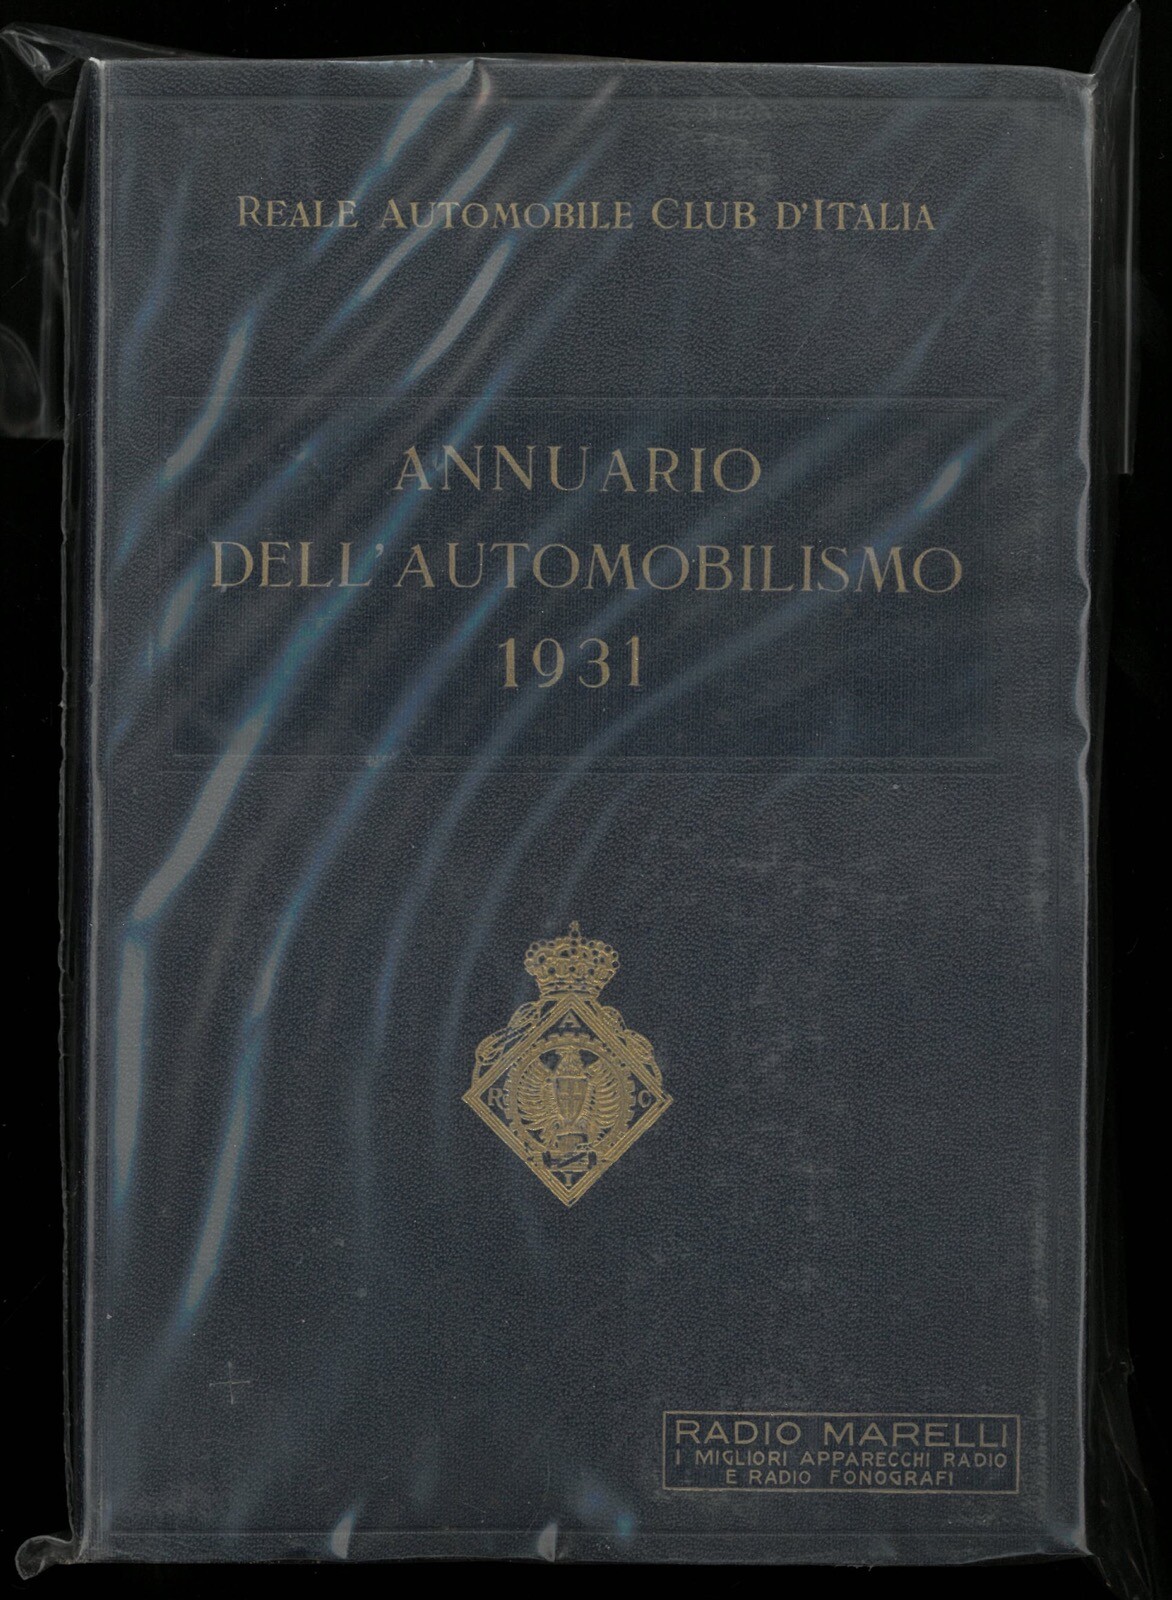 REALE AUTOMOBILE CLUB D'ITALIA
ANNUARIO
DELL'AUTOMOBILISMO
1931
A
R C
I
RADIO MARELLI
I MIGLIORI APPARECCHI RADIO
E RADIO FONOGRAFI